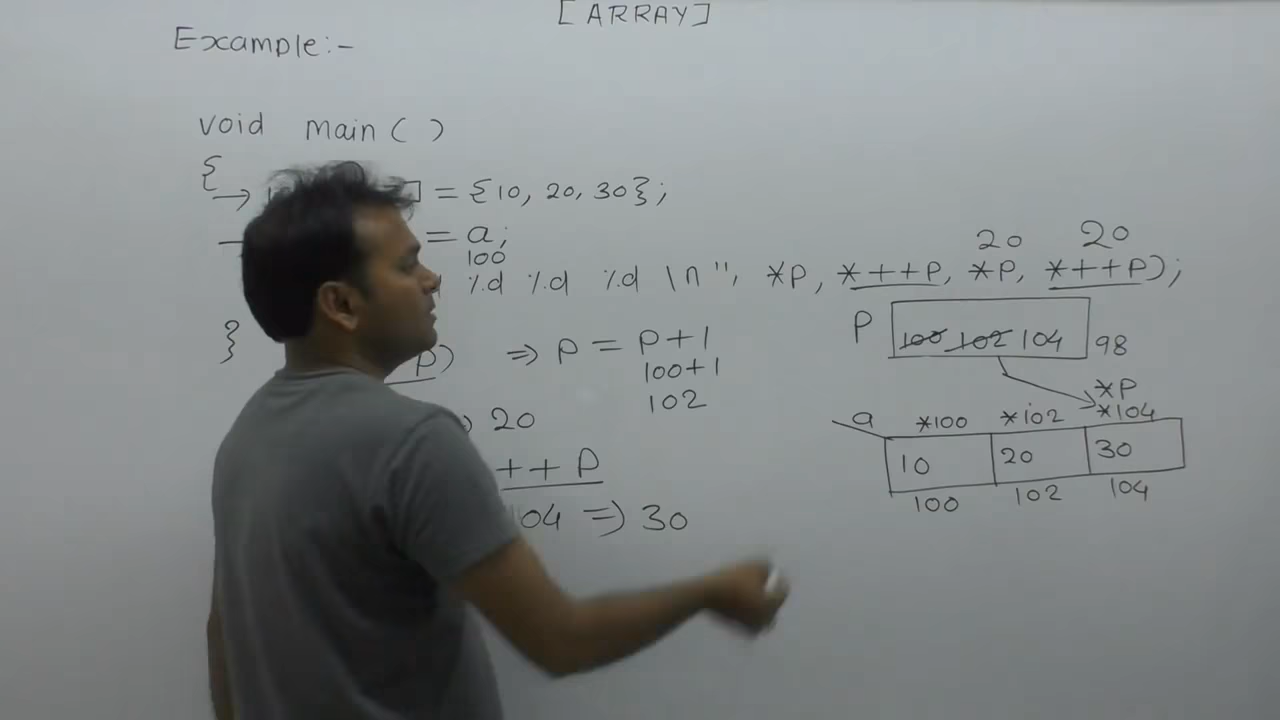 [ARRAY]
Example:-
void main( )
{
→ ] = {10, 20, 30};
= a;
100
20 20
%d %d %d \n", *P, *++P, *P, *++P);
}
P 100 102 104 98
P) => P = P+1
100+1
102
*P
a *100 *102 *104
=> 20
10 20 30
++P
100 102 104
104 => 30